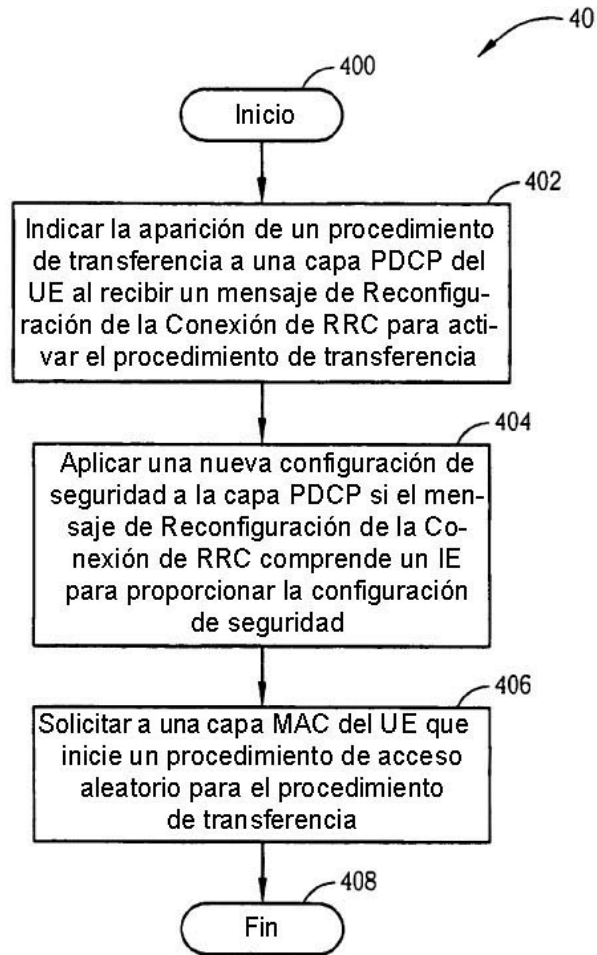 40
400
Inicio
402
Indicar la aparición de un procedimiento
de transferencia a una capa PDCP del
UE al recibir un mensaje de Reconfigu-
ración de la Conexión de RRC para acti-
var el procedimiento de transferencia
404
Aplicar una nueva configuración de
seguridad a la capa PDCP si el men-
saje de Reconfiguración de la Co-
nexión de RRC comprende un IE
para proporcionar la configuración
de seguridad
406
Solicitar a una capa MAC del UE que
inicie un procedimiento de acceso
aleatorio para el procedimiento
de transferencia
408
Fin